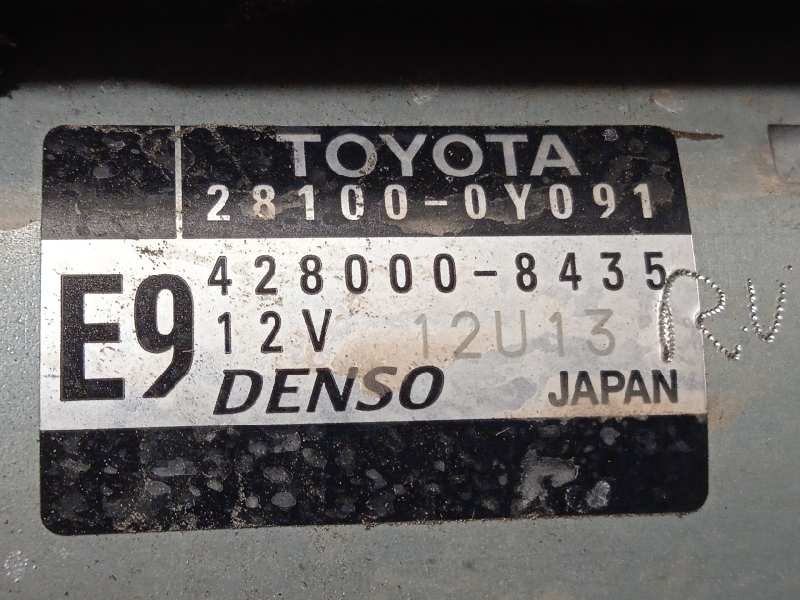 TOYOTA
28100-0Y091
E9
428000-8435
12V 12U13
DENSO JAPAN
R.U